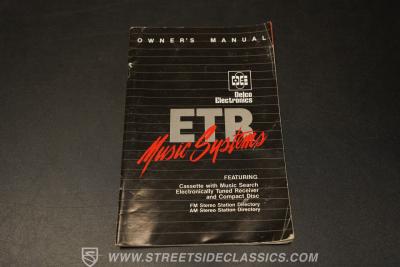 OWNER'S MANUAL
DE
Delco
Electronics
ETR
Music Systems
FEATURING
Cassette with Music Search
Electronically Tuned Receiver
and Compact Disc
FM Stereo Station Directory
AM Stereo Station Directory
WWW.STREETSIDECLASSICS.COM